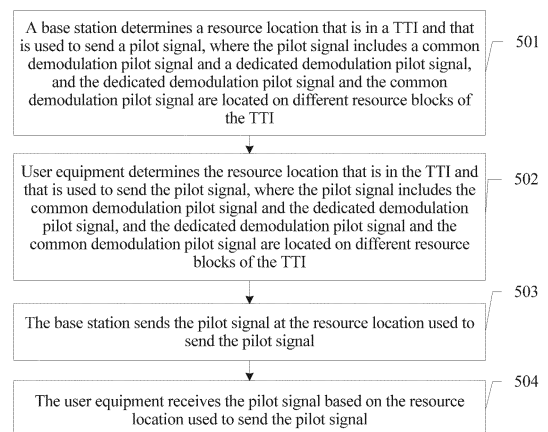 A base station determines a resource location that is in a TTI and that
is used to send a pilot signal, where the pilot signal includes a common
demodulation pilot signal and a dedicated demodulation pilot signal,
and the dedicated demodulation pilot signal and the common
demodulation pilot signal are located on different resource blocks of
the TTI
501
User equipment determines the resource location that is in the TTI and
that is used to send the pilot signal, where the pilot signal includes the
common demodulation pilot signal and the dedicated demodulation
pilot signal, and the dedicated demodulation pilot signal and the
common demodulation pilot signal are located on different resource
blocks of the TTI
502
The base station sends the pilot signal at the resource location used to
send the pilot signal
503
The user equipment receives the pilot signal based on the resource
location used to send the pilot signal
504